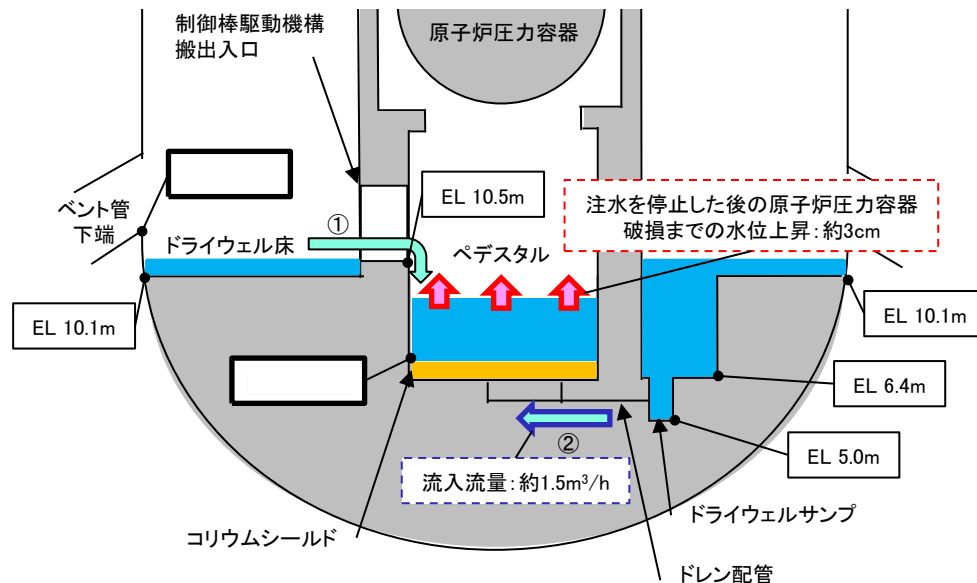 制御棒駆動機構
搬出入口
原子炉圧力容器
EL 10.5m
注水を停止した後の原子炉圧力容器
破損までの水位上昇：約3cm
ベント管
下端
①
ドライウェル床
ペデスタル
EL 10.1m
EL 10.1m
EL 6.4m
②
EL 5.0m
流入流量：約1.5m³/h
ドライウェルサンプ
コリウムシールド
ドレン配管